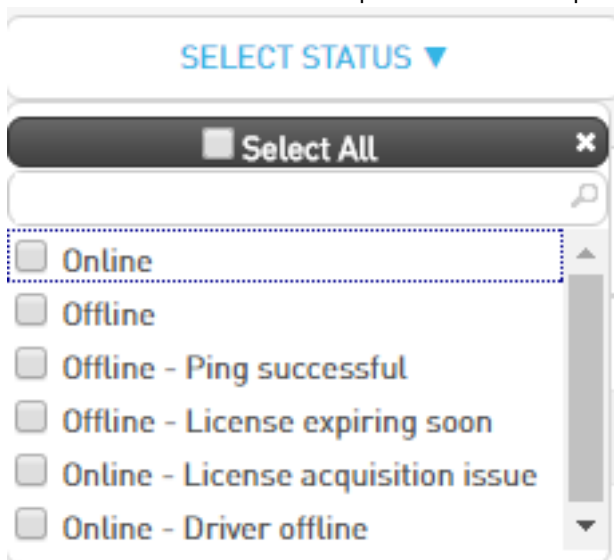 SELECT STATUS ▼
Select All
Online
Offline
Offline - Ping successful
Offline - License expiring soon
Online - License acquisition issue
Online - Driver offline